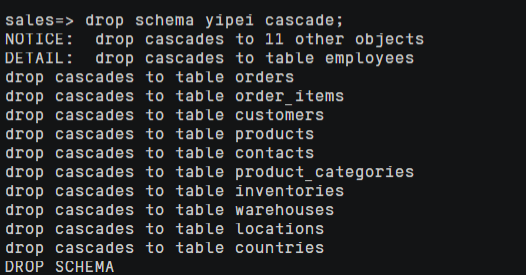 sales=> drop schema yipei cascade;
NOTICE:  drop cascades to 11 other objects
DETAIL:  drop cascades to table employees
drop cascades to table orders
drop cascades to table order_items
drop cascades to table customers
drop cascades to table products
drop cascades to table contacts
drop cascades to table product_categories
drop cascades to table inventories
drop cascades to table warehouses
drop cascades to table locations
drop cascades to table countries
DROP SCHEMA